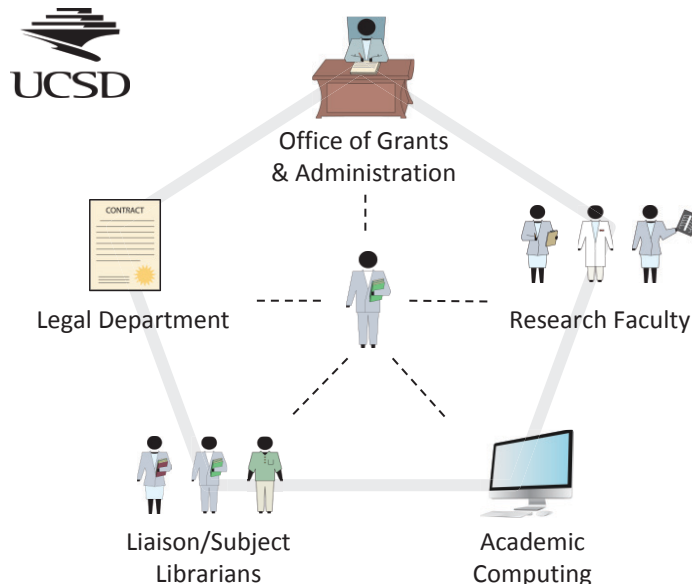 UCSD
Office of Grants
& Administration
CONTRACT
Legal Department
Research Faculty
Liaison/Subject
Librarians
Academic
Computing